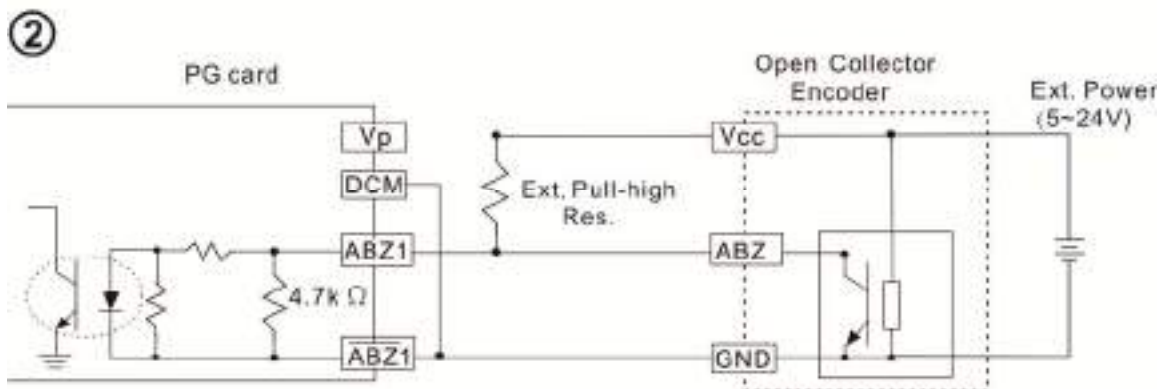 ②
PG card
Open Collector
Encoder
Ext. Power
(5~24V)
Vp
Vcc
DCM
Ext. Pull-high
Res.
ABZ1
ABZ
4.7k Ω
A̅B̅Z̅1
GND